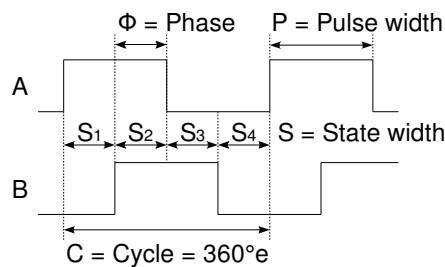 Φ = Phase P = Pulse width
A
S1 S2 S3 S4 S = State width
B
C = Cycle = 360°e